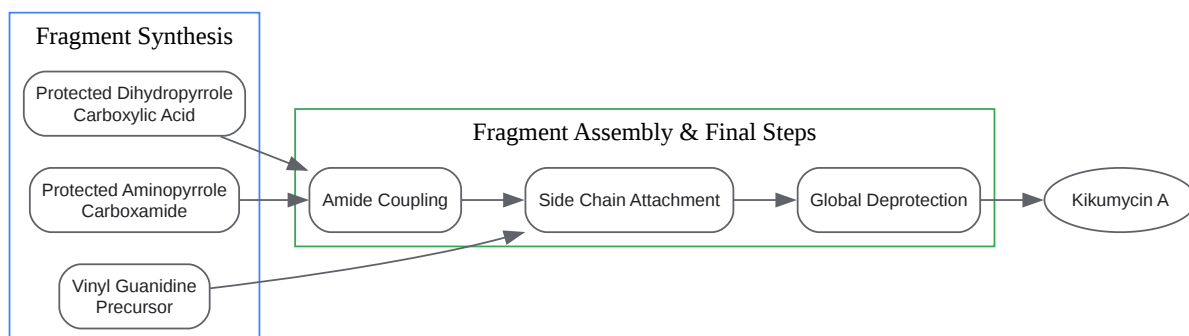 Fragment Synthesis
Protected Dihydropyrrole
Carboxylic Acid
Protected Aminopyrrole
Carboxamide
Vinyl Guanidine
Precursor
Fragment Assembly & Final Steps
Amide Coupling
Side Chain Attachment
Global Deprotection
Kikumycin A